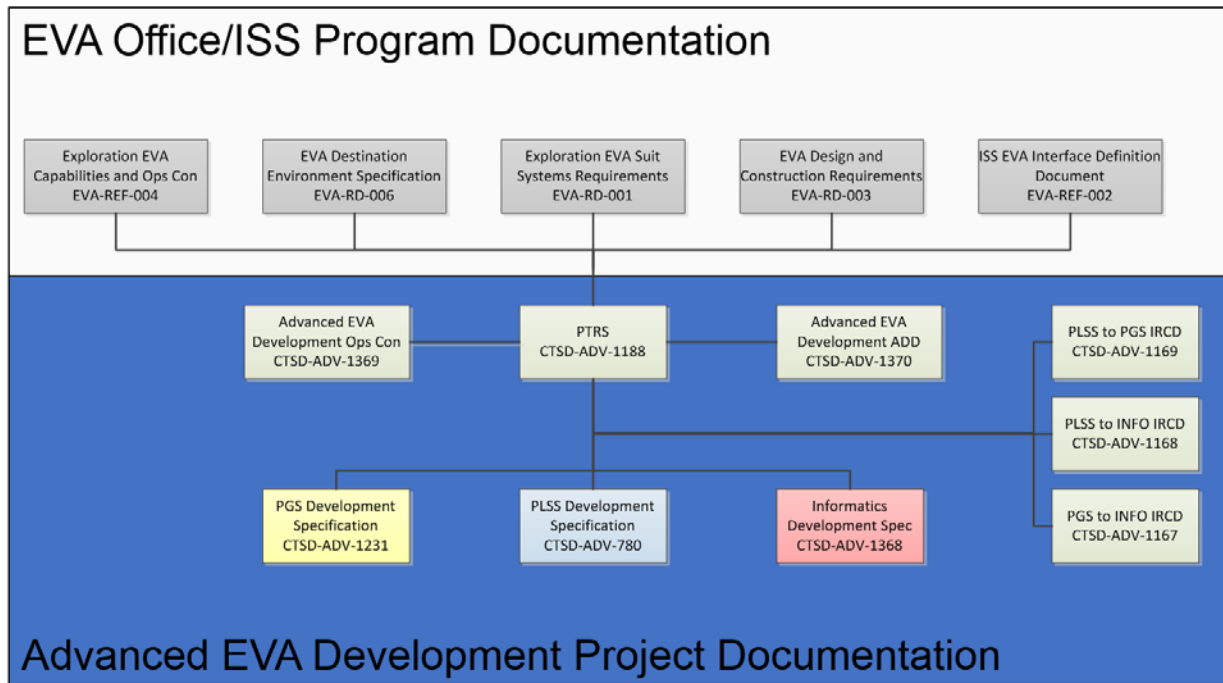 EVA Office/ISS Program Documentation
Exploration EVA
Capabilities and Ops Con
EVA-REF-004
EVA Destination
Environment Specification
EVA-RD-006
Exploration EVA Suit
Systems Requirements
EVA-RD-001
EVA Design and
Construction Requirements
EVA-RD-003
ISS EVA Interface Definition
Document
EVA-REF-002
Advanced EVA
Development Ops Con
CTSD-ADV-1369
PTRS
CTSD-ADV-1188
Advanced EVA
Development ADD
CTSD-ADV-1370
PLSS to PGS IRCD
CTSD-ADV-1169
PLSS to INFO IRCD
CTSD-ADV-1168
PGS Development
Specification
CTSD-ADV-1231
PLSS Development
Specification
CTSD-ADV-780
Informatics
Development Spec
CTSD-ADV-1368
PGS to INFO IRCD
CTSD-ADV-1167
Advanced EVA Development Project Documentation